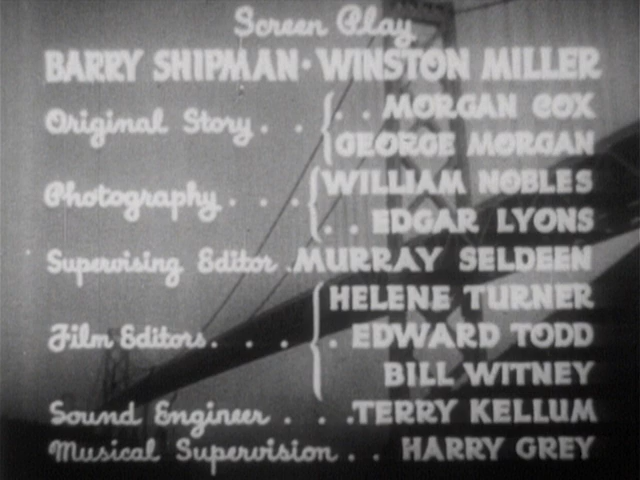 Screen Play
BARRY SHIPMAN · WINSTON MILLER
Original Story . . { . . MORGAN COX
GEORGE MORGAN
Photography . . . { WILLIAM NOBLES
. . EDGAR LYONS
Supervising Editor . MURRAY SELDEEN
HELENE TURNER
Film Editors . . . . { . EDWARD TODD
BILL WITNEY
Sound Engineer . . . TERRY KELLUM
Musical Supervision . . HARRY GREY